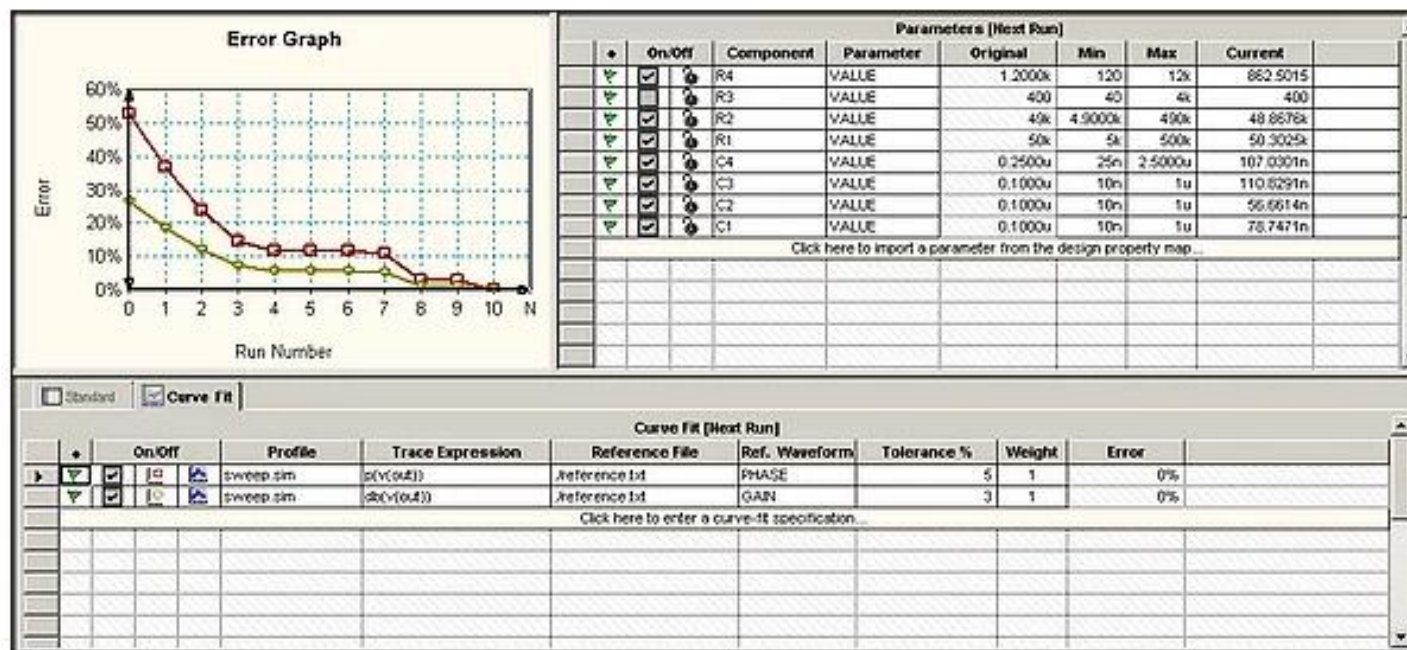 Error Graph
60%
50%
40%
30%
20%
10%
0%
Error
0 1 2 3 4 5 6 7 8 9 10 N
Run Number
Parameters [Next Run]
On/Off Component Parameter Original Min Max Current
R4 VALUE 1.2000k 120 12k 862.5015
R3 VALUE 400 40 4k 400
R2 VALUE 49k 4.9000k 490k 48.8676k
R1 VALUE 50k 5k 500k 50.3025k
C4 VALUE 0.2500u 25n 2.5000u 107.0301n
C3 VALUE 0.1000u 10n 1u 110.8291n
C2 VALUE 0.1000u 10n 1u 56.6614n
C1 VALUE 0.1000u 10n 1u 78.7471n
Click here to import a parameter from the design property map...
Standard Curve Fit
Curve Fit [Next Run]
On/Off Profile Trace Expression Reference File Ref. Waveform Tolerance % Weight Error
sweep.sim p(v(out)) ./reference.txt PHASE 5 1 0%
sweep.sim db(v(out)) ./reference.txt GAIN 3 1 0%
Click here to enter a curve-fit specification...